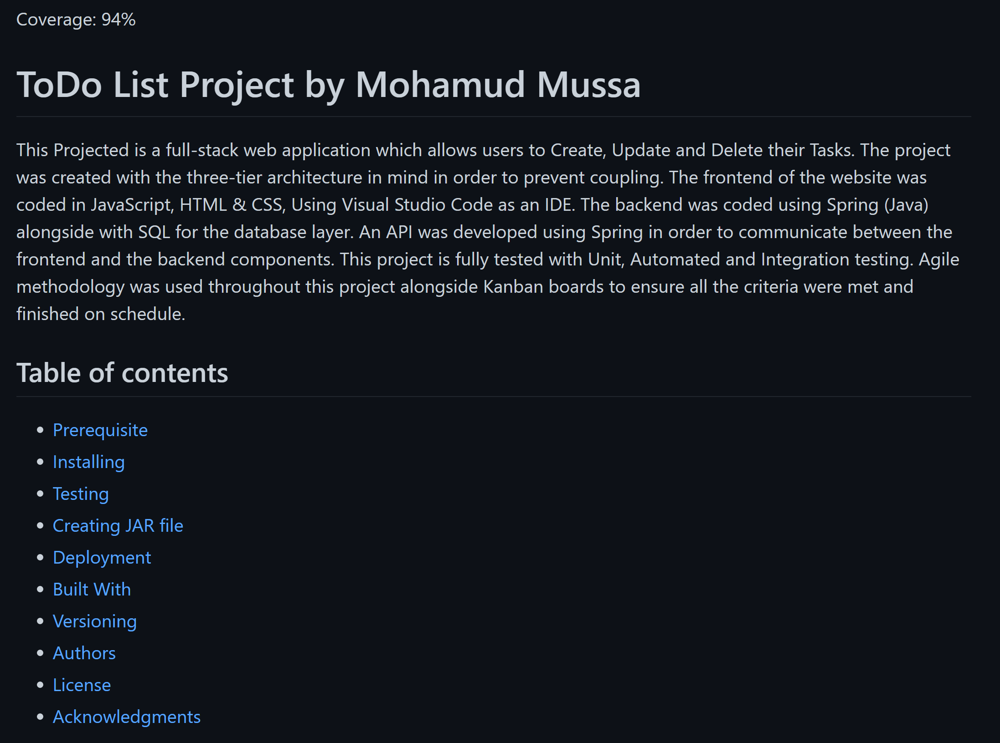 Coverage: 94%
ToDo List Project by Mohamud Mussa
This Projected is a full-stack web application which allows users to Create, Update and Delete their Tasks. The project
was created with the three-tier architecture in mind in order to prevent coupling. The frontend of the website was
coded in JavaScript, HTML & CSS, Using Visual Studio Code as an IDE. The backend was coded using Spring (Java)
alongside with SQL for the database layer. An API was developed using Spring in order to communicate between the
frontend and the backend components. This project is fully tested with Unit, Automated and Integration testing. Agile
methodology was used throughout this project alongside Kanban boards to ensure all the criteria were met and
finished on schedule.
Table of contents
Prerequisite
Installing
Testing
Creating JAR file
Deployment
Built With
Versioning
Authors
License
Acknowledgments